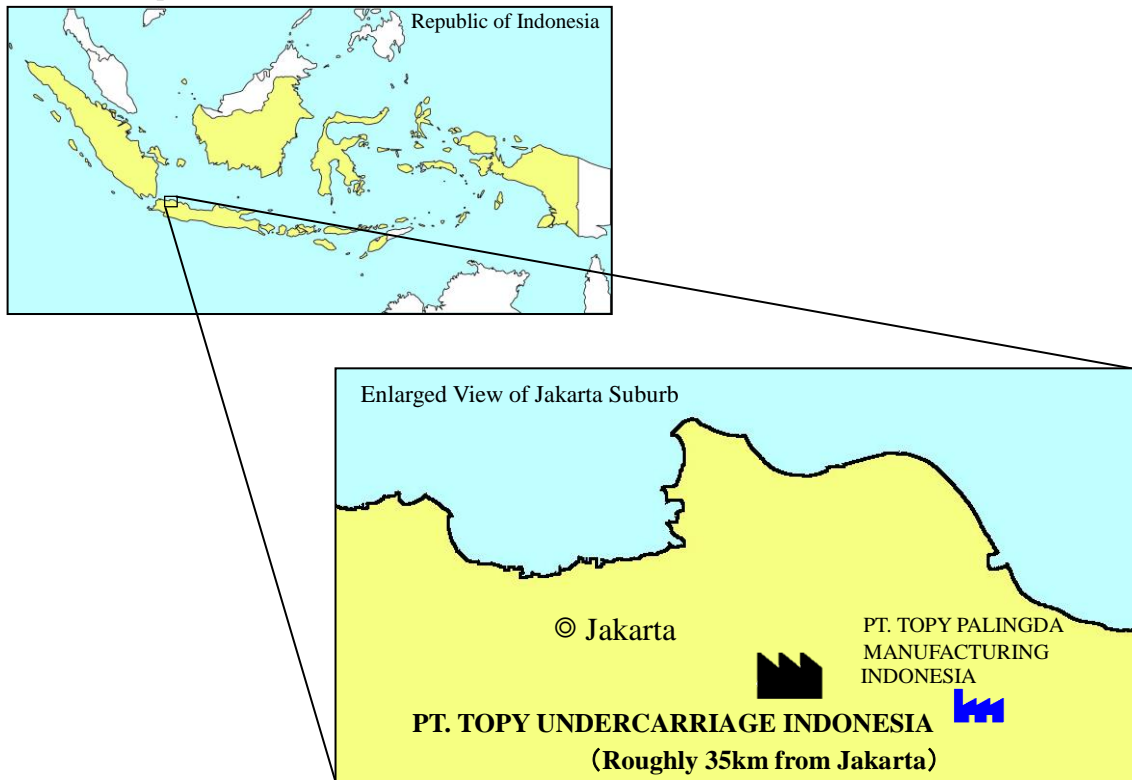 Republic of Indonesia
Enlarged View of Jakarta Suburb
◎ Jakarta
PT. TOPY PALINGDA
MANUFACTURING
INDONESIA
PT. TOPY UNDERCARRIAGE INDONESIA
（Roughly 35km from Jakarta）